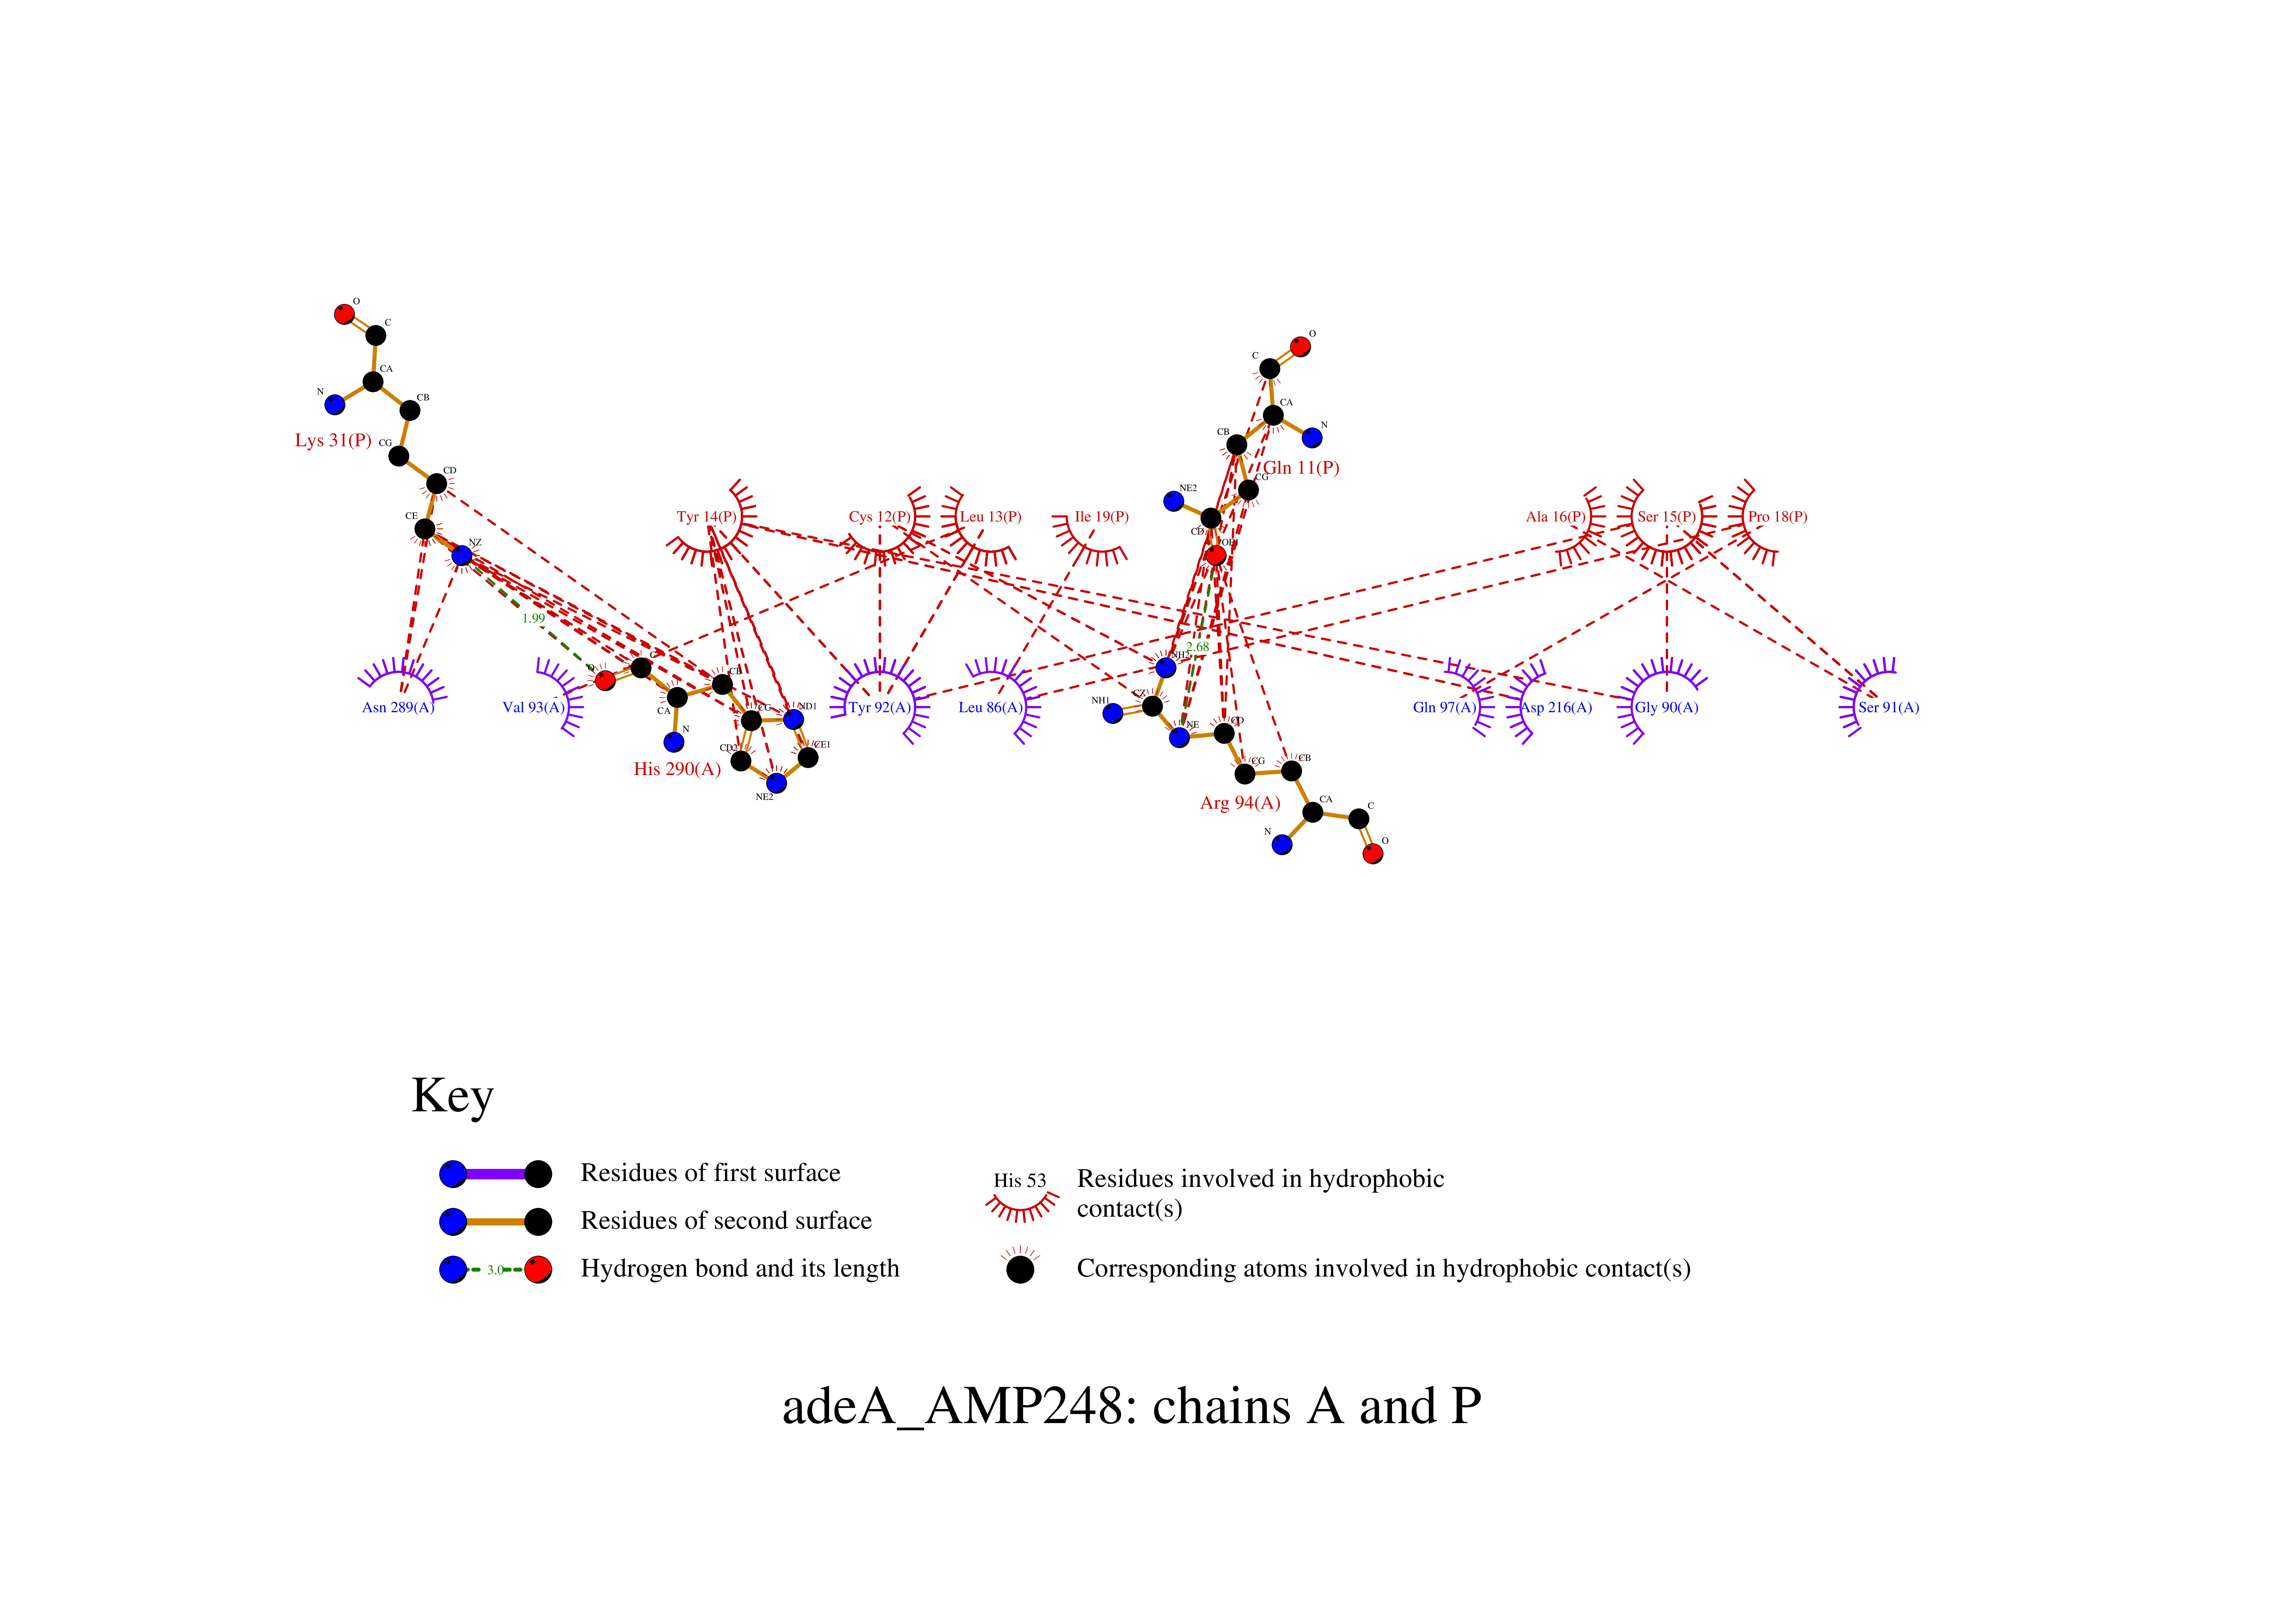 O
C
CA
N
CB
Lys 31(P)
CG
CD
CE
NZ
O
C
CA
N
CB
Gln 11(P)
CG
NE2
CD
OE1
Tyr 14(P)
Cys 12(P)
Leu 13(P)
Ile 19(P)
Ala 16(P)
Ser 15(P)
Pro 18(P)
1.99
2.68
Asn 289(A)
Val 93(A)
O
C
CA
N
CB
CG
ND1
CD2
CE1
NE2
His 290(A)
Tyr 92(A)
Leu 86(A)
NH2
NH1
CZ
NE
CD
CG
CB
Arg 94(A)
CA
C
N
O
Gln 97(A)
Asp 216(A)
Gly 90(A)
Ser 91(A)
Key
Residues of first surface
Residues of second surface
3.0
Hydrogen bond and its length
His 53
Residues involved in hydrophobic
contact(s)
Corresponding atoms involved in hydrophobic contact(s)
adeA_AMP248: chains A and P